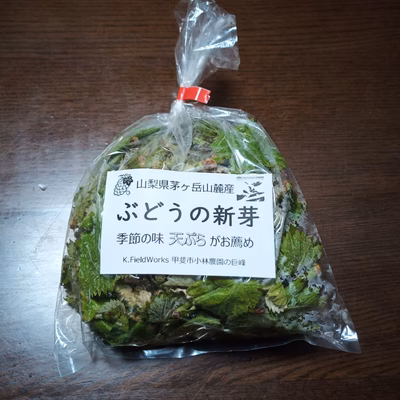 山梨県茅ヶ岳山麓産
ぶどうの新芽
季節の味 天ぷら がお薦め
K.FieldWorks 甲斐市小林農園の巨峰